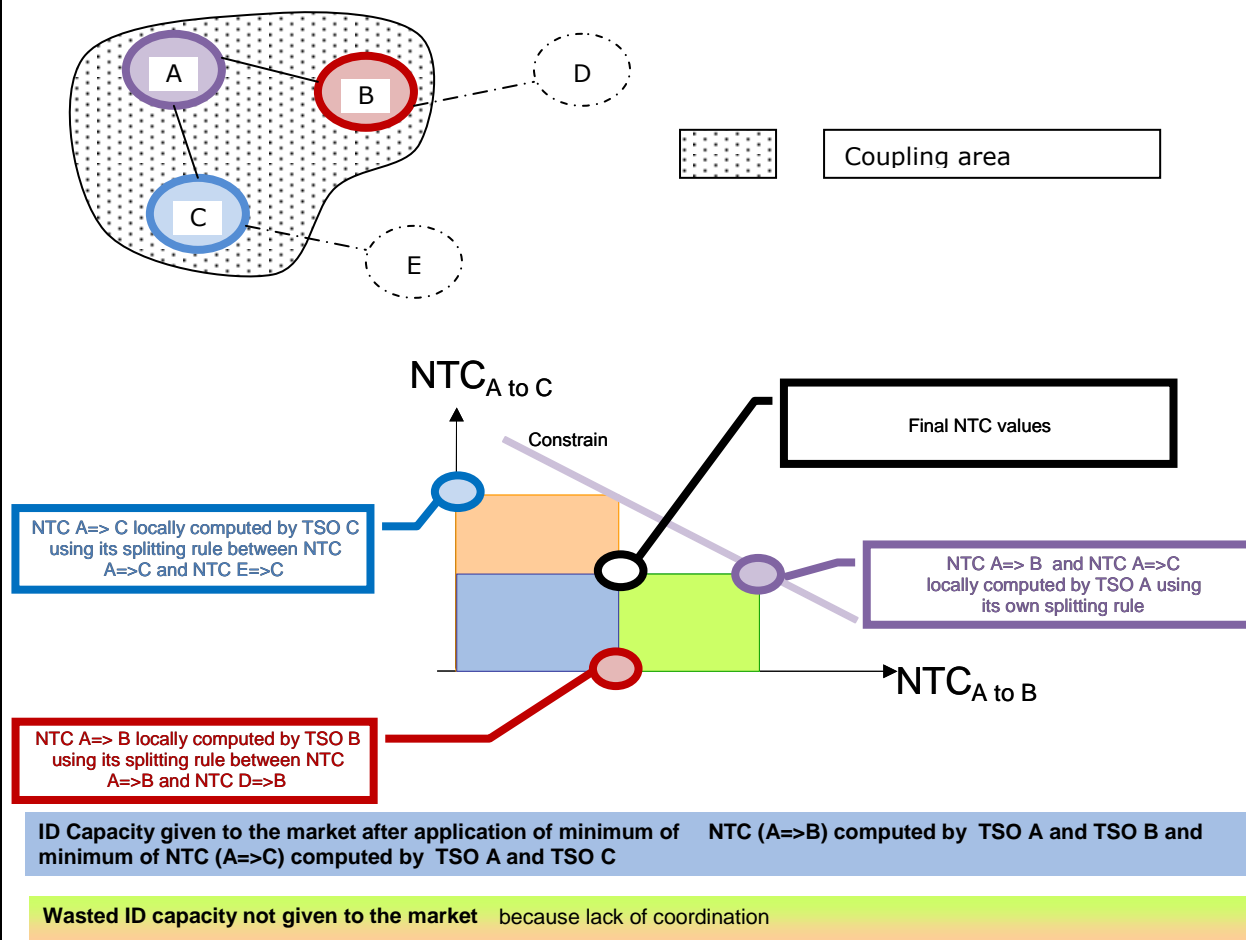 A
B
D
C
E
Coupling area
NTC A to C
Constrain
Final NTC values
NTC A=> C locally computed by TSO C
using its splitting rule between NTC
A=>C and NTC E=>C
NTC A=> B and NTC A=>C
locally computed by TSO A using
its own splitting rule
NTC A to B
NTC A=> B locally computed by TSO B
using its splitting rule between NTC
A=>B and NTC D=>B
ID Capacity given to the market after application of minimum of NTC (A=>B) computed by TSO A and TSO B and
minimum of NTC (A=>C) computed by TSO A and TSO C
Wasted ID capacity not given to the market because lack of coordination